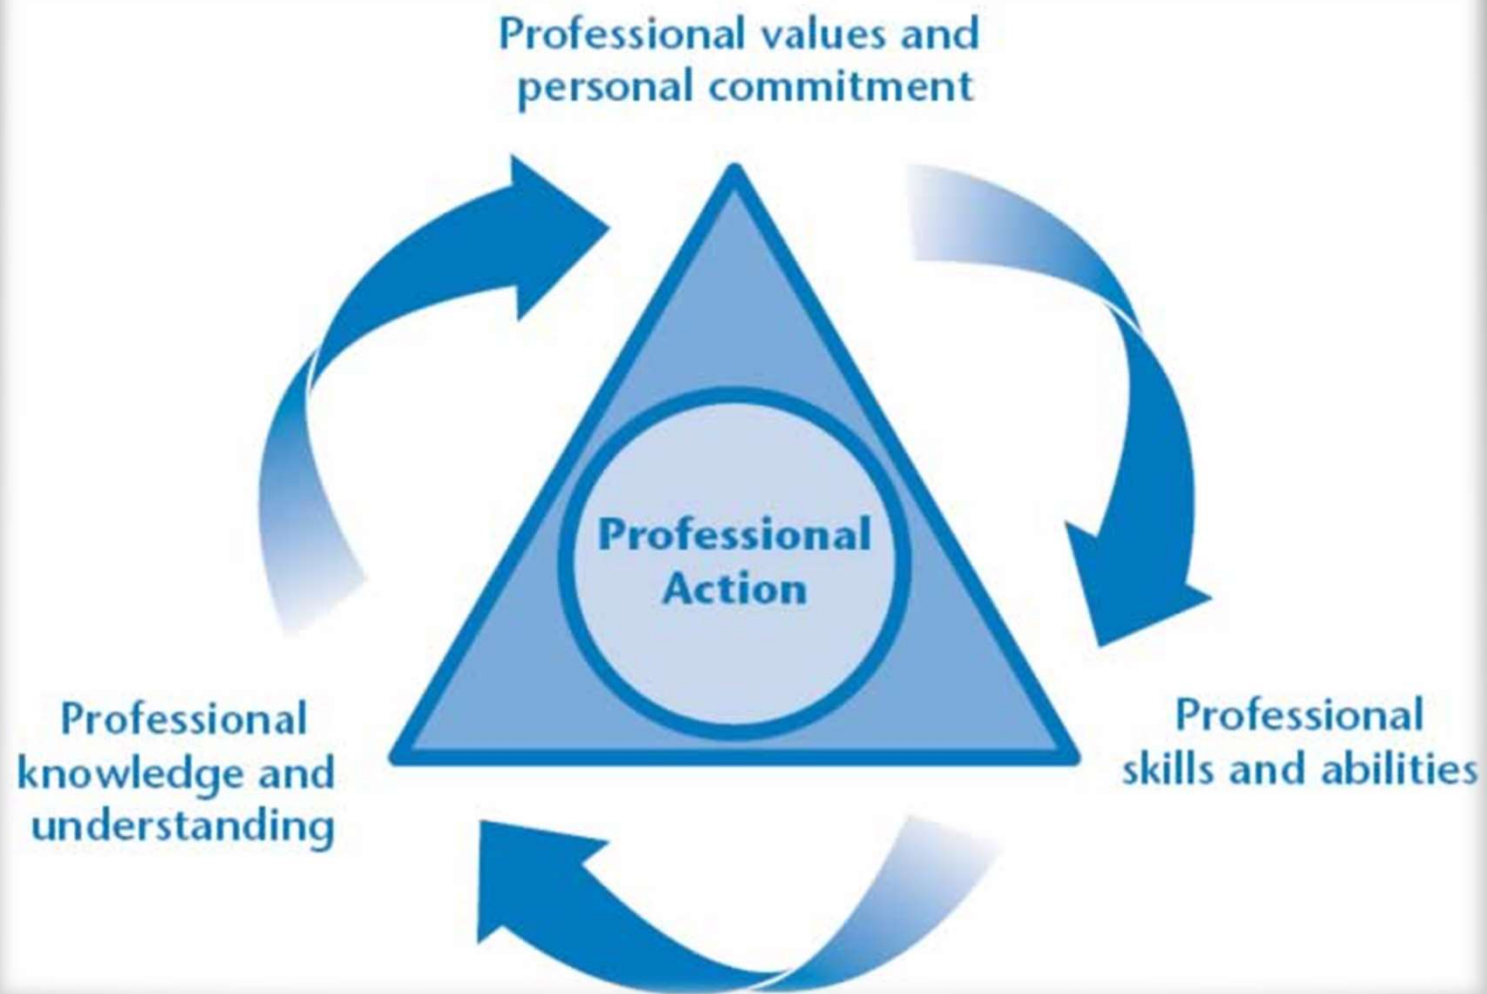 Professional values and
personal commitment
Professional
Action
Professional
knowledge and
understanding
Professional
skills and abilities